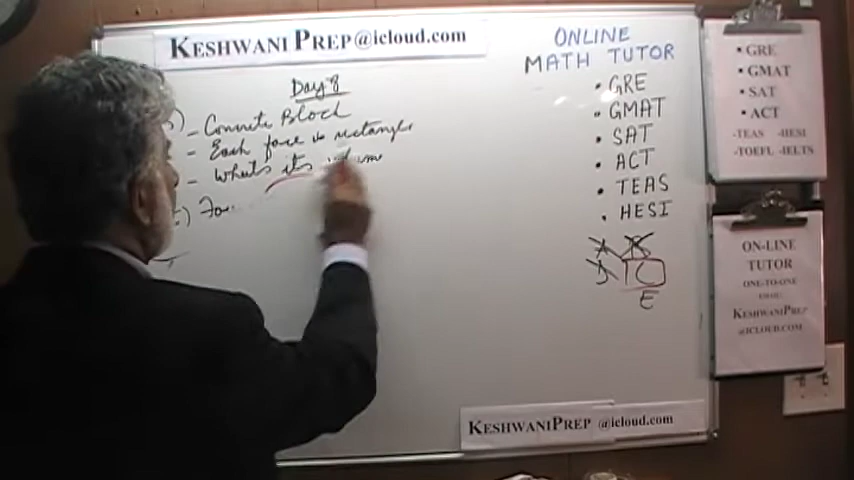 KESHWANI PREP@icloud.com
Day 8
- Concrete Block
- Each face is rectangle
- What's its
ONLINE
MATH TUTOR
• GRE
• GMAT
• SAT
• ACT
• TEAS
• HESI
A B
D C
E
• GRE
• GMAT
• SAT
• ACT
-TEAS -HESI
-TOEFL -IELTS
ON-LINE
TUTOR
ONE-TO-ONE
EMAIL:
KESHWANIPREP
@ICLOUD.COM
KESHWANIPREP @icloud.com